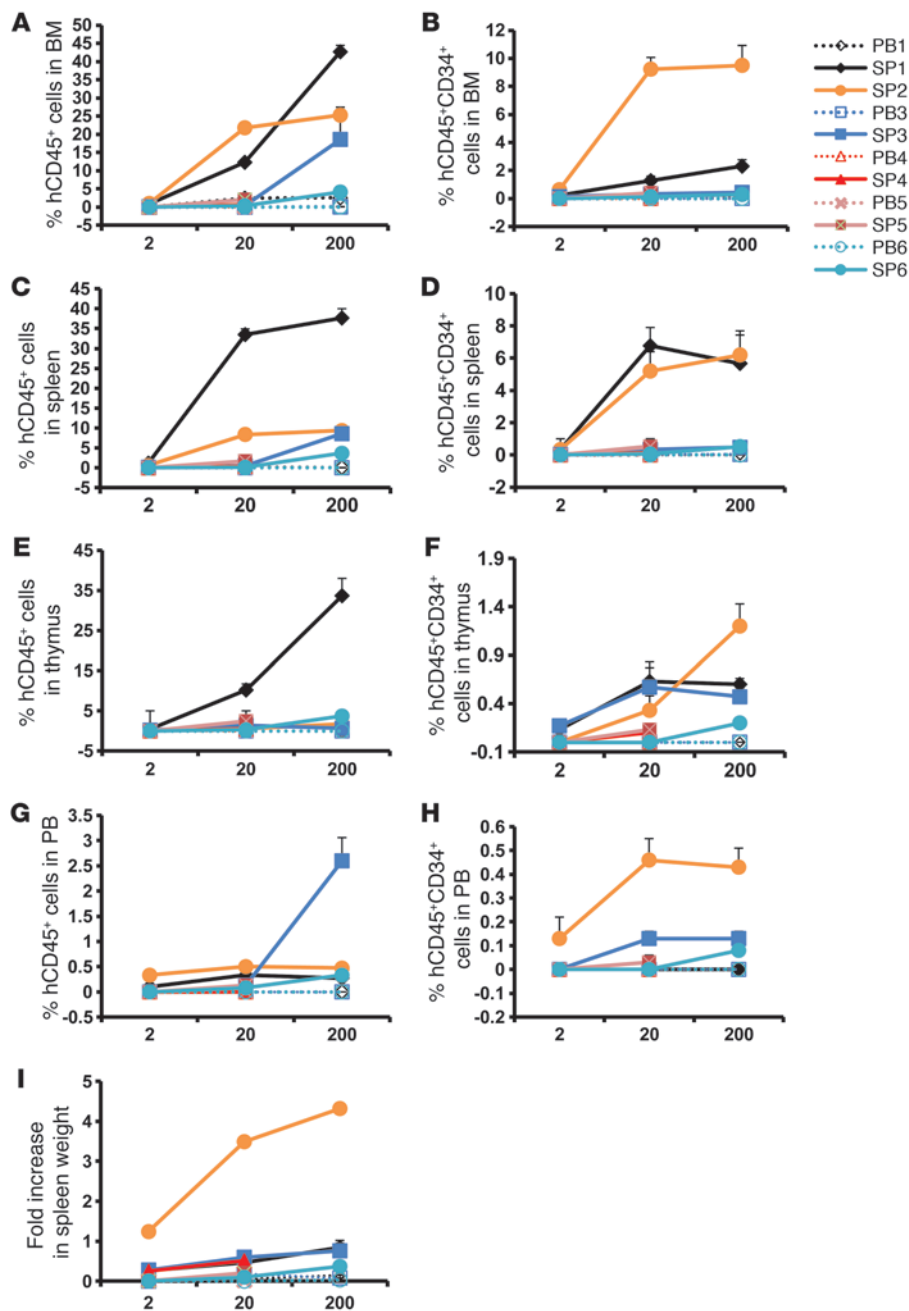 A
% hCD45+ cells in BM
50
45
40
35
30
25
20
15
10
5
0
-5
2 20 200
B
% hCD45+CD34+
cells in BM
12
10
8
6
4
2
0
-2
2 20 200
PB1
SP1
SP2
PB3
SP3
PB4
SP4
PB5
SP5
PB6
SP6
C
% hCD45+ cells
in spleen
45
40
35
30
25
20
15
10
5
0
-5
2 20 200
D
% hCD45+CD34+
cells in spleen
10
8
6
4
2
0
-2
2 20 200
E
% hCD45+ cells
in thymus
45
35
25
15
5
-5
2 20 200
F
% hCD45+CD34+
cells in thymus
1.9
1.4
0.9
0.4
-0.1
2 20 200
G
% hCD45+ cells in PB
3.5
3
2.5
2
1.5
1
0.5
0
-0.5
2 20 200
H
% hCD45+CD34+
cells in PB
0.6
0.5
0.4
0.3
0.2
0.1
0
-0.1
-0.2
2 20 200
I
Fold increase
in spleen weight
5
4
3
2
1
0
2 20 200